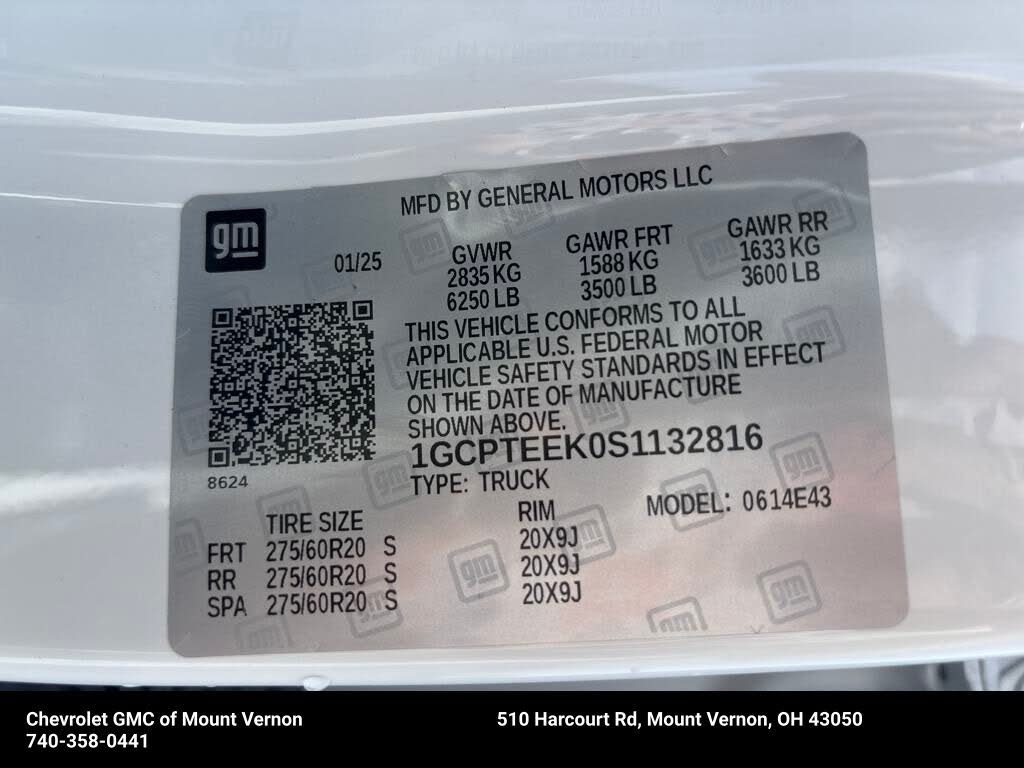 MFD BY GENERAL MOTORS LLC
gm
01/25
GVWR GAWR FRT GAWR RR
2835 KG 1588 KG 1633 KG
6250 LB 3500 LB 3600 LB
THIS VEHICLE CONFORMS TO ALL
APPLICABLE U.S. FEDERAL MOTOR
VEHICLE SAFETY STANDARDS IN EFFECT
ON THE DATE OF MANUFACTURE
SHOWN ABOVE.
1GCPTEEK0S1132816
8624
TYPE: TRUCK
MODEL: 0614E43
TIRE SIZE RIM
FRT 275/60R20 S 20X9J
RR 275/60R20 S 20X9J
SPA 275/60R20 S 20X9J
Chevrolet GMC of Mount Vernon 510 Harcourt Rd, Mount Vernon, OH 43050
740-358-0441